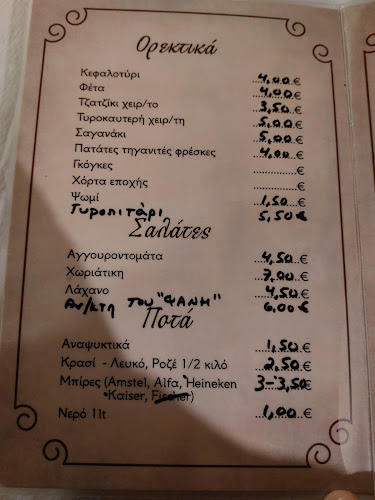 Ορεκτικά
Κεφαλοτύρι 4,00 €
Φέτα 4,00 €
Τζατζίκι χειρ/το 3,50 €
Τυροκαυτερή χειρ/τη 5,00 €
Σαγανάκι 5,00 €
Πατάτες τηγανιτές φρέσκες 4,00 €
Γκόγκες ............... €
Χόρτα εποχής ............... €
Ψωμί 1,50 €
Τυροπιτάρι 5,50 €
Σαλάτες
Αγγουροντομάτα 4,50 €
Χωριάτικη 7,00 €
Λάχανο 4,50 €
Αν/κτη του "ΦΑΝΗ" 6,00 €
Ποτά
Αναψυκτικά 1,50 €
Κρασί - Λευκό, Ροζέ 1/2 κιλό 2,50 €
Μπίρες (Amstel, Alfa, Heineken 3-3,50 €
Kaiser, Fischer)
Νερό 1lt 1,00 €